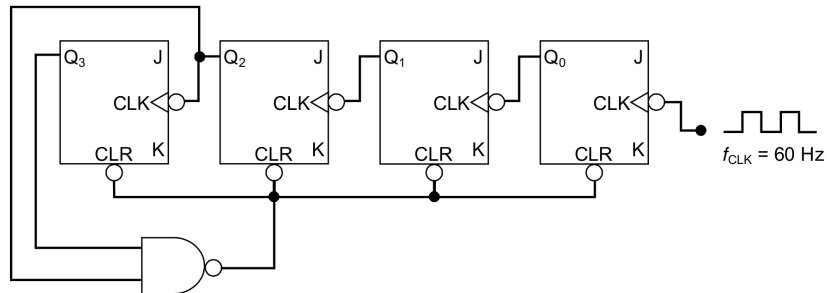 Q3 J Q2 J Q1 J Q0 J
CLK CLK CLK CLK
CLR K CLR K CLR K CLR K
fCLK = 60 Hz